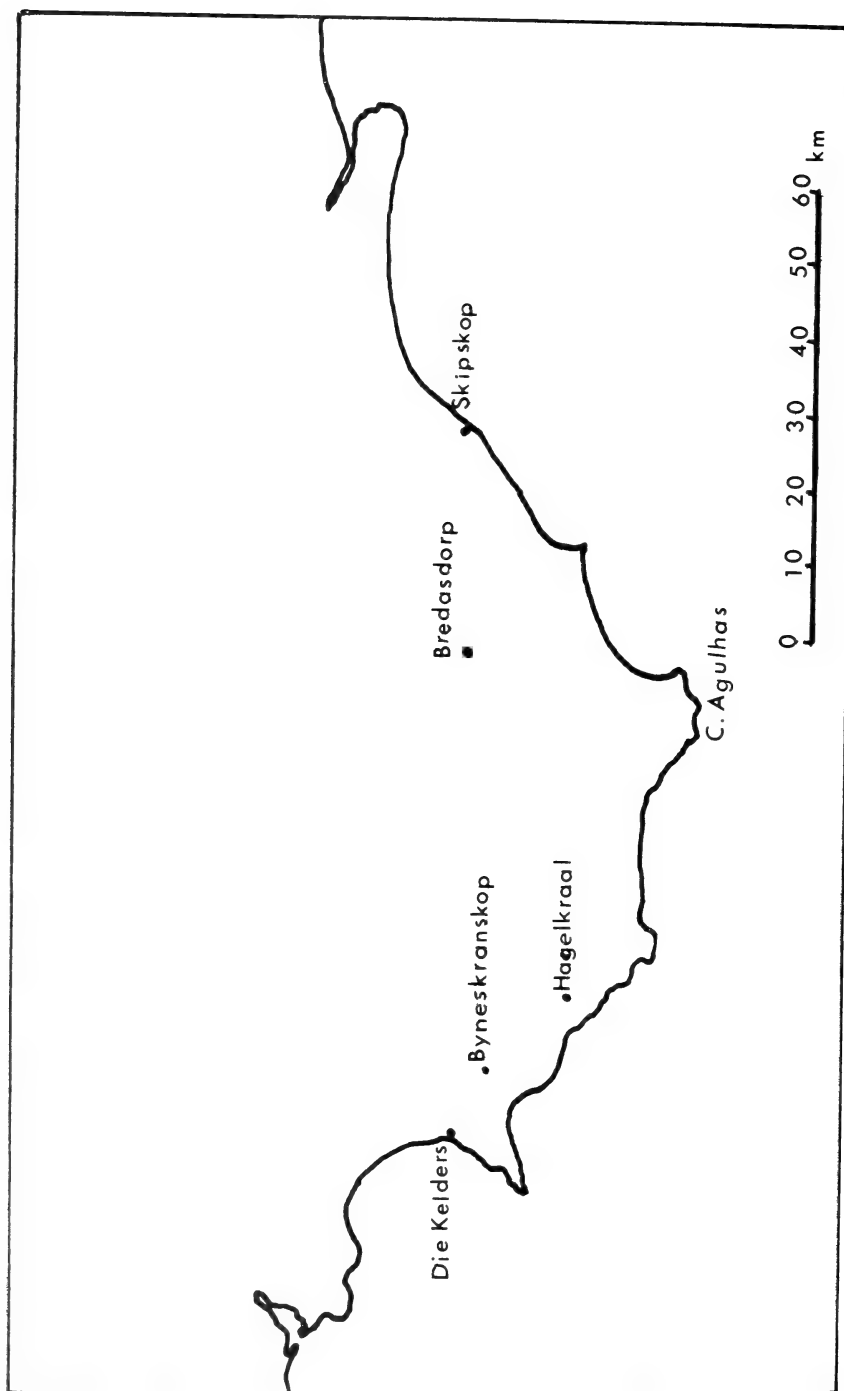 Die Kelders
Byneskranskop
Hagelkraal
Bredasdorp
Skipskop
C. Agulhas
0 10 20 30 40 50 60 km